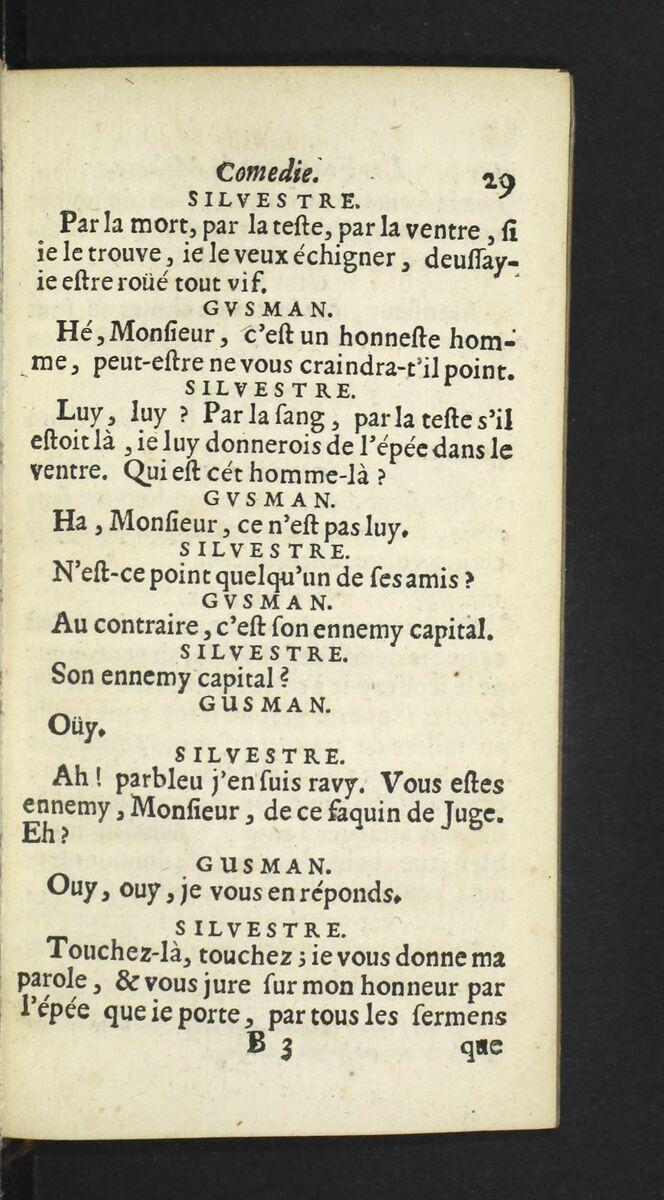 Comedie. 29
SILVESTRE.
Par la mort, par la teſte, par la ventre, ſi
ie le trouve, ie le veux échigner, deuſſay-
ie eſtre roüé tout vif.
GVSMAN.
Hé, Monſieur, c'eſt un honneſte hom-
me, peut-eſtre ne vous craindra-t'il point.
SILVESTRE.
Luy, luy ? Par la ſang, par la teſte s'il
eſtoit là, ie luy donnerois de l'épée dans le
ventre. Qui eſt cét homme-là ?
GVSMAN.
Ha, Monſieur, ce n'eſt pas luy.
SILVESTRE.
N'eſt-ce point quelqu'un de ſes amis ?
GVSMAN.
Au contraire, c'eſt ſon ennemy capital.
SILVESTRE.
Son ennemy capital ?
GUSMAN.
Oüy.
SILVESTRE.
Ah ! parbleu j'en ſuis ravy. Vous eſtes
ennemy, Monſieur, de ce faquin de Juge.
Eh ?
GUSMAN.
Ouy, ouy, je vous en réponds.
SILVESTRE.
Touchez-là, touchez ; ie vous donne ma
parole, & vous jure ſur mon honneur par
l'épée que ie porte, par tous les ſermens
B 3 que